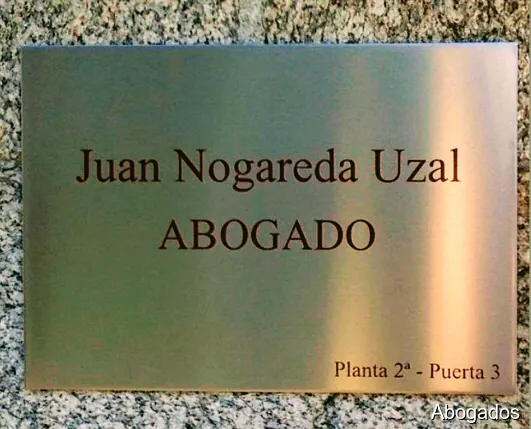 Juan Nogareda Uzal
ABOGADO
Planta 2ª - Puerta 3
Abogados